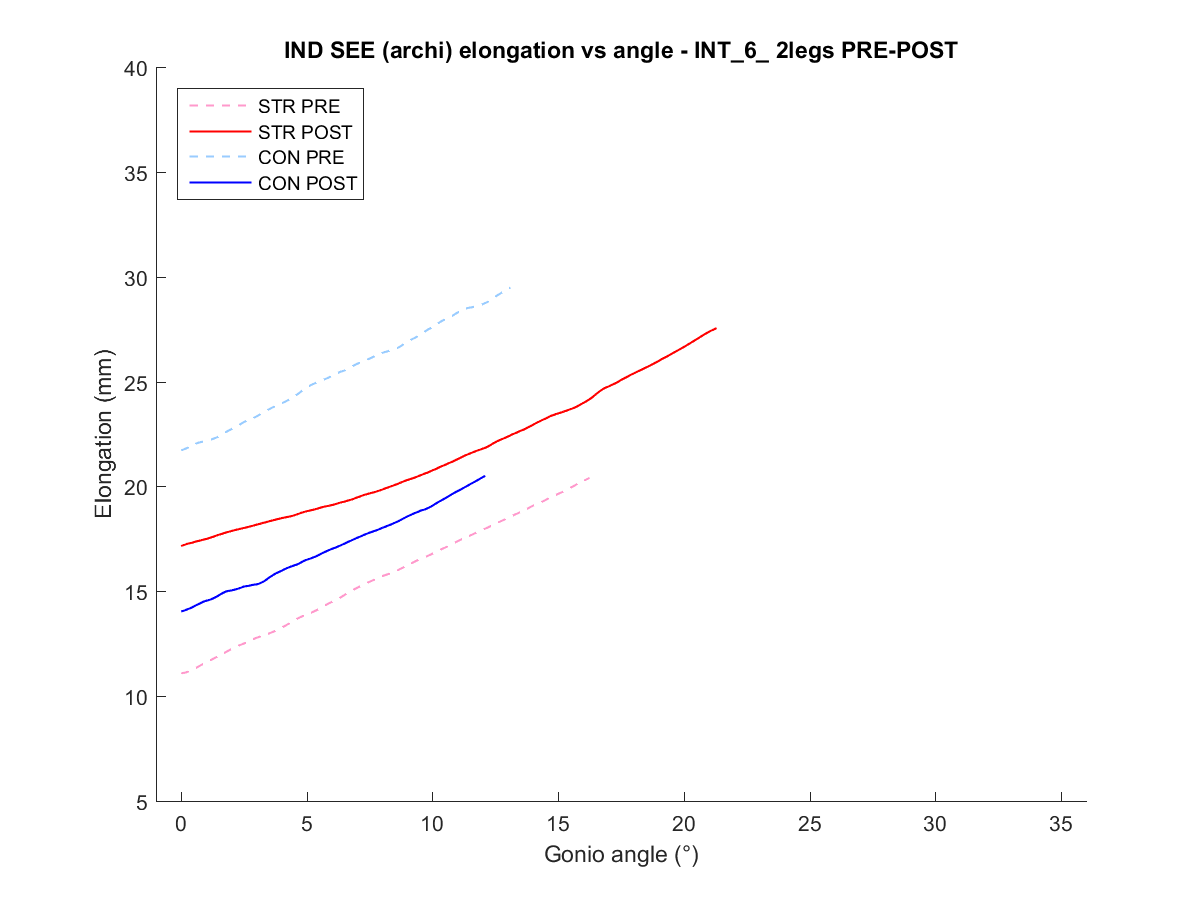 IND SEE (archi) elongation vs angle - INT_6_ 2legs PRE-POST
40
35
30
25
20
15
10
5
STR PRE
STR POST
CON PRE
CON POST
Elongation (mm)
0 5 10 15 20 25 30 35
Gonio angle (°)